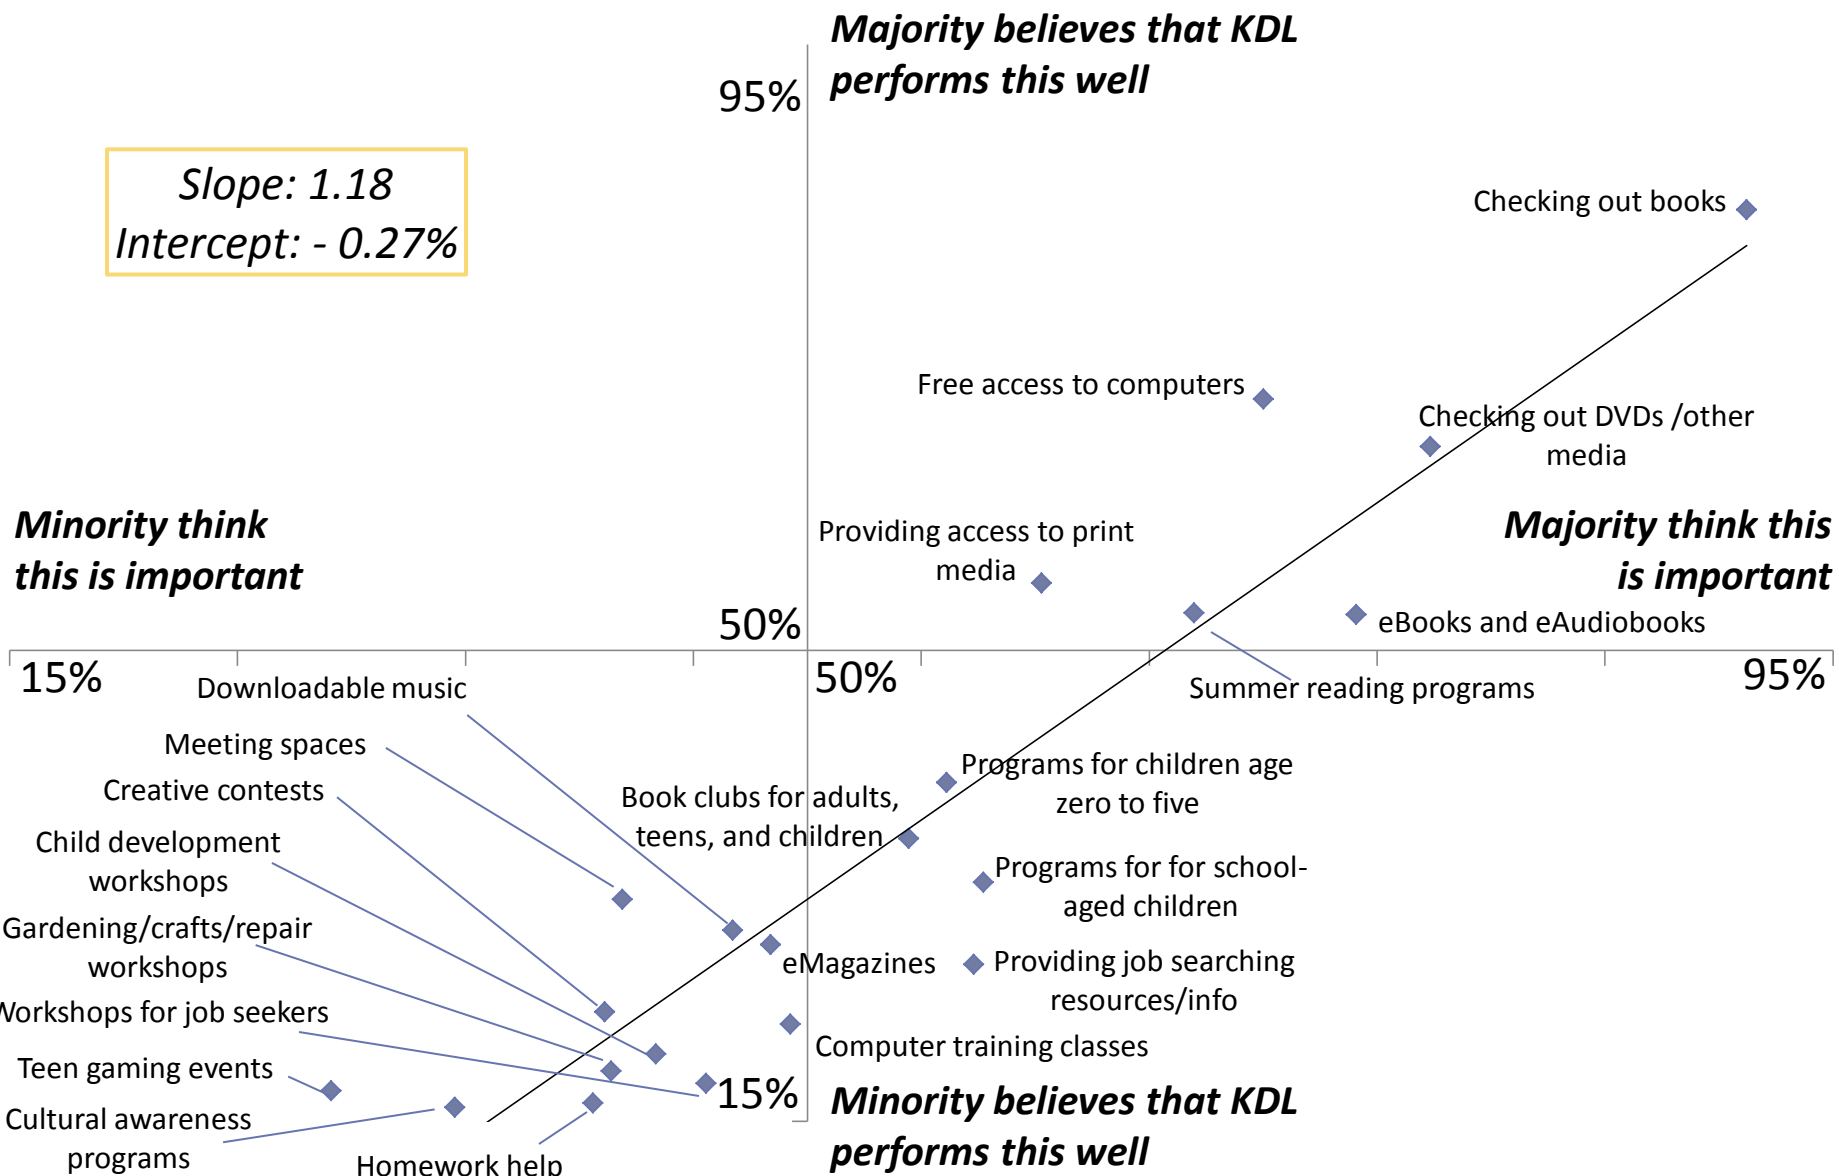 Majority believes that KDL
performs this well
95%
Slope: 1.18
Intercept: - 0.27%
Checking out books
Free access to computers
Checking out DVDs /other
media
Minority think
this is important
Providing access to print
media
Majority think this
is important
50%
eBooks and eAudiobooks
15%
50%
95%
Downloadable music
Summer reading programs
Meeting spaces
Creative contests
Book clubs for adults,
teens, and children
Programs for children age
zero to five
Child development
workshops
Programs for for school-
aged children
Gardening/crafts/repair
workshops
eMagazines
Providing job searching
resources/info
Workshops for job seekers
Computer training classes
Teen gaming events
15%
Cultural awareness
programs
Homework help
Minority believes that KDL
performs this well